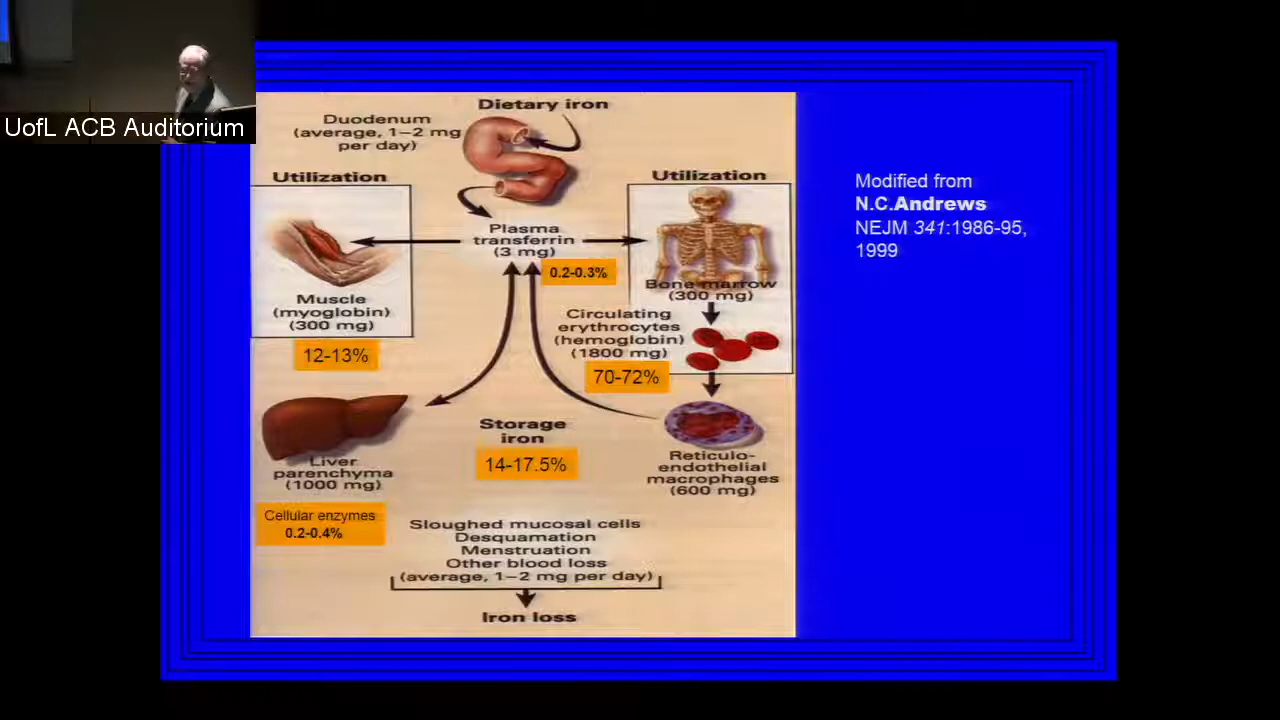 UofL ACB Auditorium
Dietary iron
Duodenum
(average, 1–2 mg
per day)
Utilization
Utilization
Plasma
transferrin
(3 mg)
0.2-0.3%
Bone marrow
(300 mg)
Muscle
(myoglobin)
(300 mg)
12-13%
Circulating
erythrocytes
(hemoglobin)
(1800 mg)
70-72%
Storage
iron
14-17.5%
Liver
parenchyma
(1000 mg)
Reticulo-
endothelial
macrophages
(600 mg)
Cellular enzymes
0.2-0.4%
Sloughed mucosal cells
Desquamation
Menstruation
Other blood loss
(average, 1–2 mg per day)
Iron loss
Modified from
N.C.Andrews
NEJM 341:1986-95,
1999